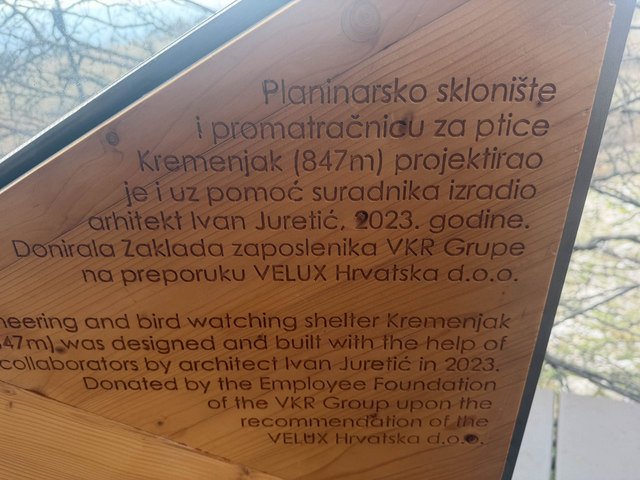 Planinarsko sklonište
i promatračnicu za ptice
Kremenjak (847m) projektirao
je i uz pomoć suradnika izradio
arhitekt Ivan Juretić, 2023. godine.
Donirala Zaklada zaposlenika VKR Grupe
na preporuku VELUX Hrvatska d.o.o.
neering and bird watching shelter Kremenjak
47m) was designed and built with the help of
collaborators by architect Ivan Juretić in 2023.
Donated by the Employee Foundation
of the VKR Group upon the
recommendation of the
VELUX Hrvatska d.o.o.